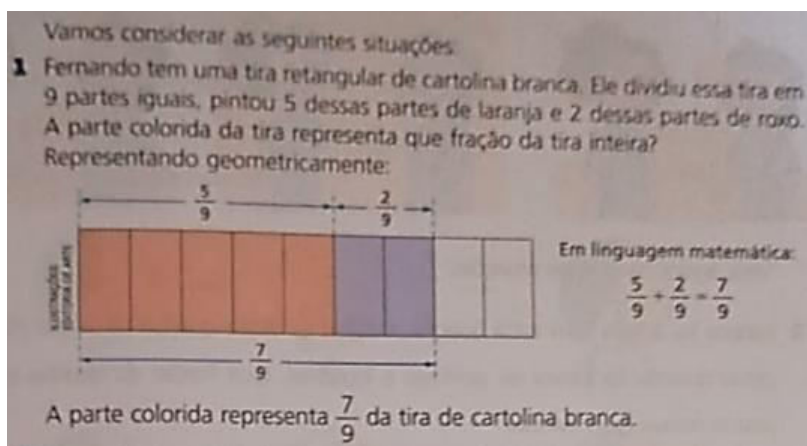 Vamos considerar as seguintes situações:
1 Fernando tem uma tira retangular de cartolina branca. Ele dividiu essa tira em
9 partes iguais, pintou 5 dessas partes de laranja e 2 dessas partes de roxo.
A parte colorida da tira representa que fração da tira inteira?
Representando geometricamente:
5/9 2/9
Em linguagem matemática:
5/9 + 2/9 = 7/9
7/9
A parte colorida representa 7/9 da tira de cartolina branca.